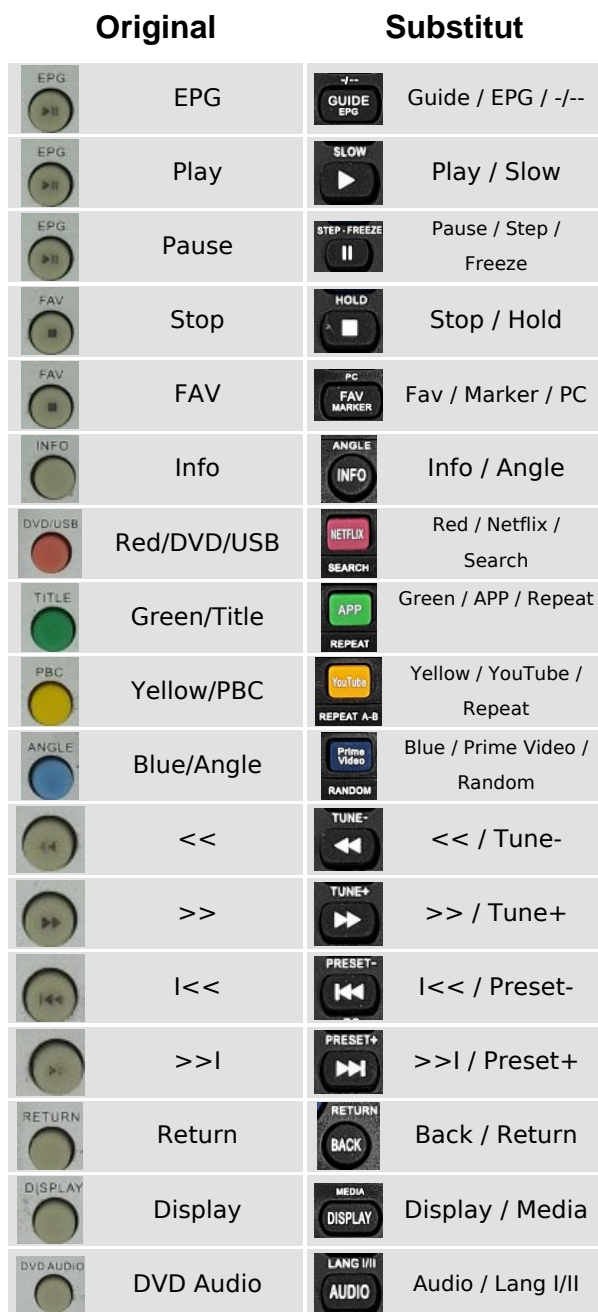 Original Substitut
EPG EPG -/-- GUIDE EPG Guide / EPG / -/--
EPG Play SLOW Play / Slow
EPG Pause STEP-FREEZE Pause / Step /
Freeze
FAV Stop HOLD Stop / Hold
FAV FAV PC FAV MARKER Fav / Marker / PC
INFO Info ANGLE INFO Info / Angle
DVD/USB Red/DVD/USB NETFLIX SEARCH Red / Netflix /
Search
TITLE Green/Title APP REPEAT Green / APP / Repeat
PBC Yellow/PBC YouTube REPEAT A-B Yellow / YouTube /
Repeat
ANGLE Blue/Angle Prime Video RANDOM Blue / Prime Video /
Random
<< TUNE- << / Tune-
>> TUNE+ >> / Tune+
I<< PRESET- I<< / Preset-
>>I PRESET+ >>I / Preset+
RETURN Return RETURN BACK Back / Return
DISPLAY Display MEDIA DISPLAY Display / Media
DVD AUDIO DVD Audio LANG I/II AUDIO Audio / Lang I/II